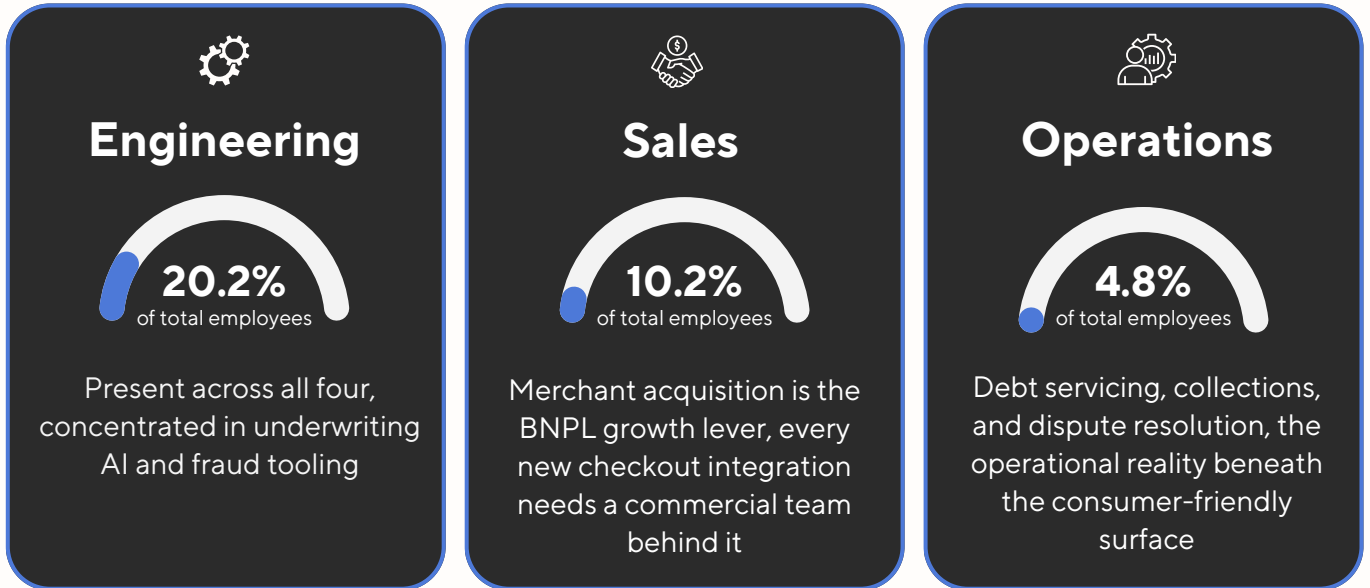 $
Engineering
20.2%
of total employees
Present across all four,
concentrated in underwriting
AI and fraud tooling
Sales
10.2%
of total employees
Merchant acquisition is the
BNPL growth lever, every
new checkout integration
needs a commercial team
behind it
Operations
4.8%
of total employees
Debt servicing, collections,
and dispute resolution, the
operational reality beneath
the consumer-friendly
surface